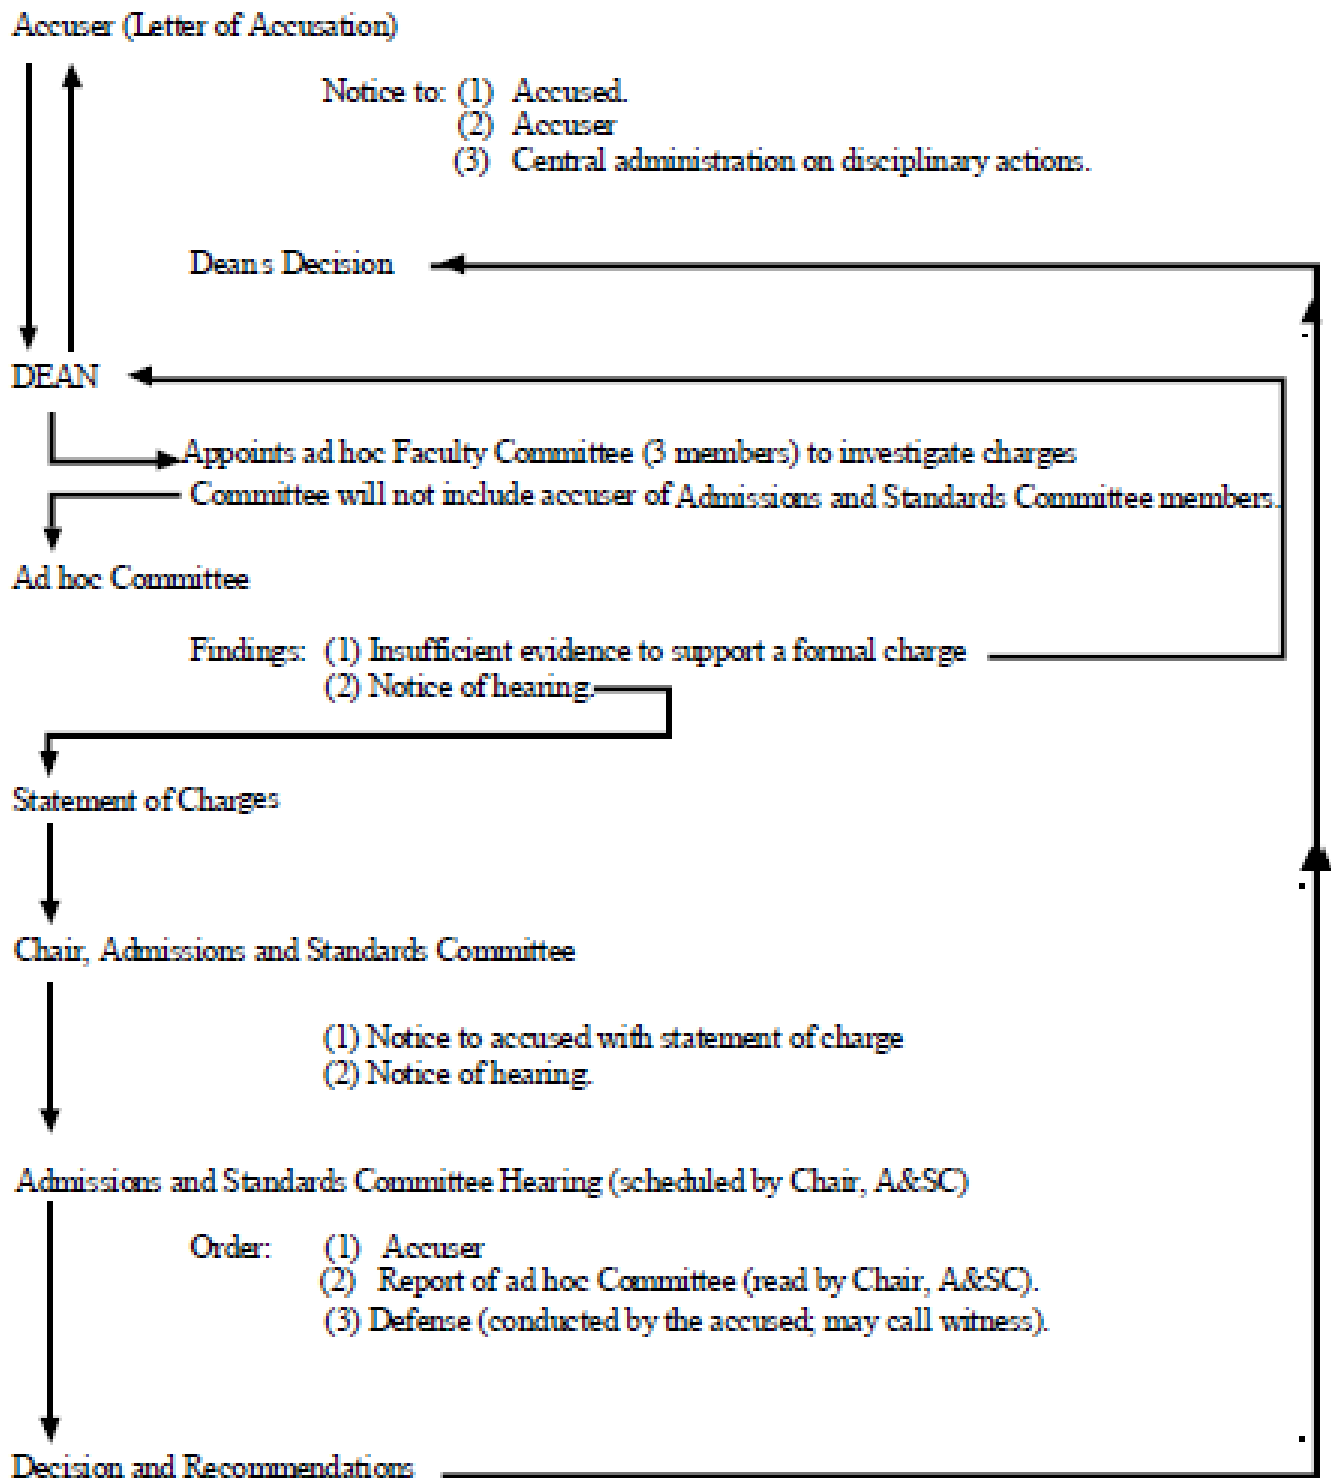 Accuser (Letter of Accusation)
Notice to: (1) Accused.
(2) Accuser
(3) Central administration on disciplinary actions.
Deans Decision
DEAN
Appoints ad hoc Faculty Committee (3 members) to investigate charges
Committee will not include accuser of Admissions and Standards Committee members.
Ad hoc Committee
Findings: (1) Insufficient evidence to support a formal charge
(2) Notice of hearing.
Statement of Charges
Chair, Admissions and Standards Committee
(1) Notice to accused with statement of charge
(2) Notice of hearing.
Admissions and Standards Committee Hearing (scheduled by Chair, A&SC)
Order: (1) Accuser
(2) Report of ad hoc Committee (read by Chair, A&SC).
(3) Defense (conducted by the accused; may call witness).
Decision and Recommendations